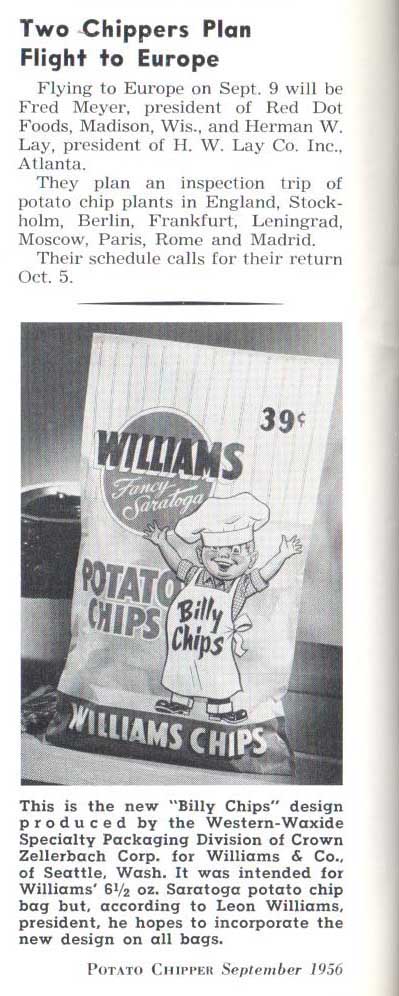 Two Chippers Plan
Flight to Europe
Flying to Europe on Sept. 9 will be
Fred Meyer, president of Red Dot
Foods, Madison, Wis., and Herman W.
Lay, president of H. W. Lay Co. Inc.,
Atlanta.
They plan an inspection trip of
potato chip plants in England, Stock-
holm, Berlin, Frankfurt, Leningrad,
Moscow, Paris, Rome and Madrid.
Their schedule calls for their return
Oct. 5.
39¢
WILLIAMS
Fancy
Saratoga
POTATO
CHIPS
Billy
Chips
WILLIAMS CHIPS
This is the new "Billy Chips" design
produced by the Western-Waxide
Specialty Packaging Division of Crown
Zellerbach Corp. for Williams & Co.,
of Seattle, Wash. It was intended for
Williams' 6½ oz. Saratoga potato chip
bag but, according to Leon Williams,
president, he hopes to incorporate the
new design on all bags.
POTATO CHIPPER September 1956